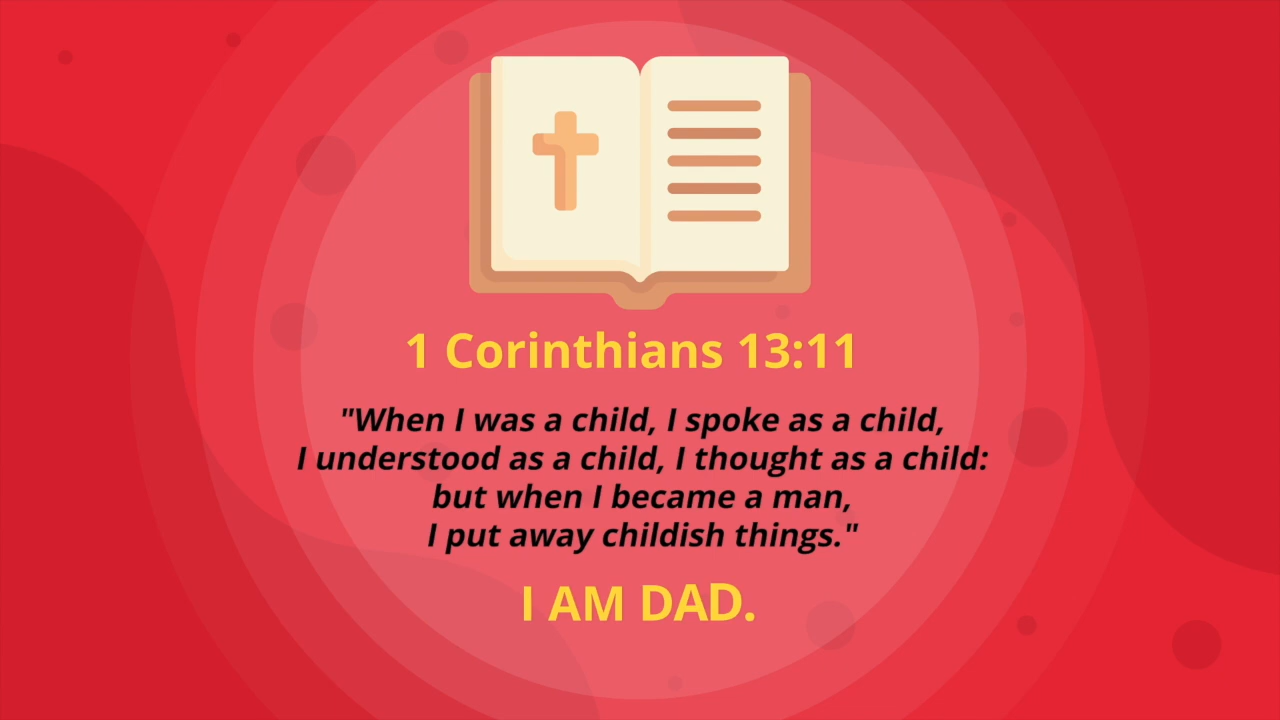 1 Corinthians 13:11
"When I was a child, I spoke as a child,
I understood as a child, I thought as a child:
but when I became a man,
I put away childish things."
I AM DAD.